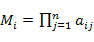 M_i = ∏_{j=1}^{n} a_{ij}